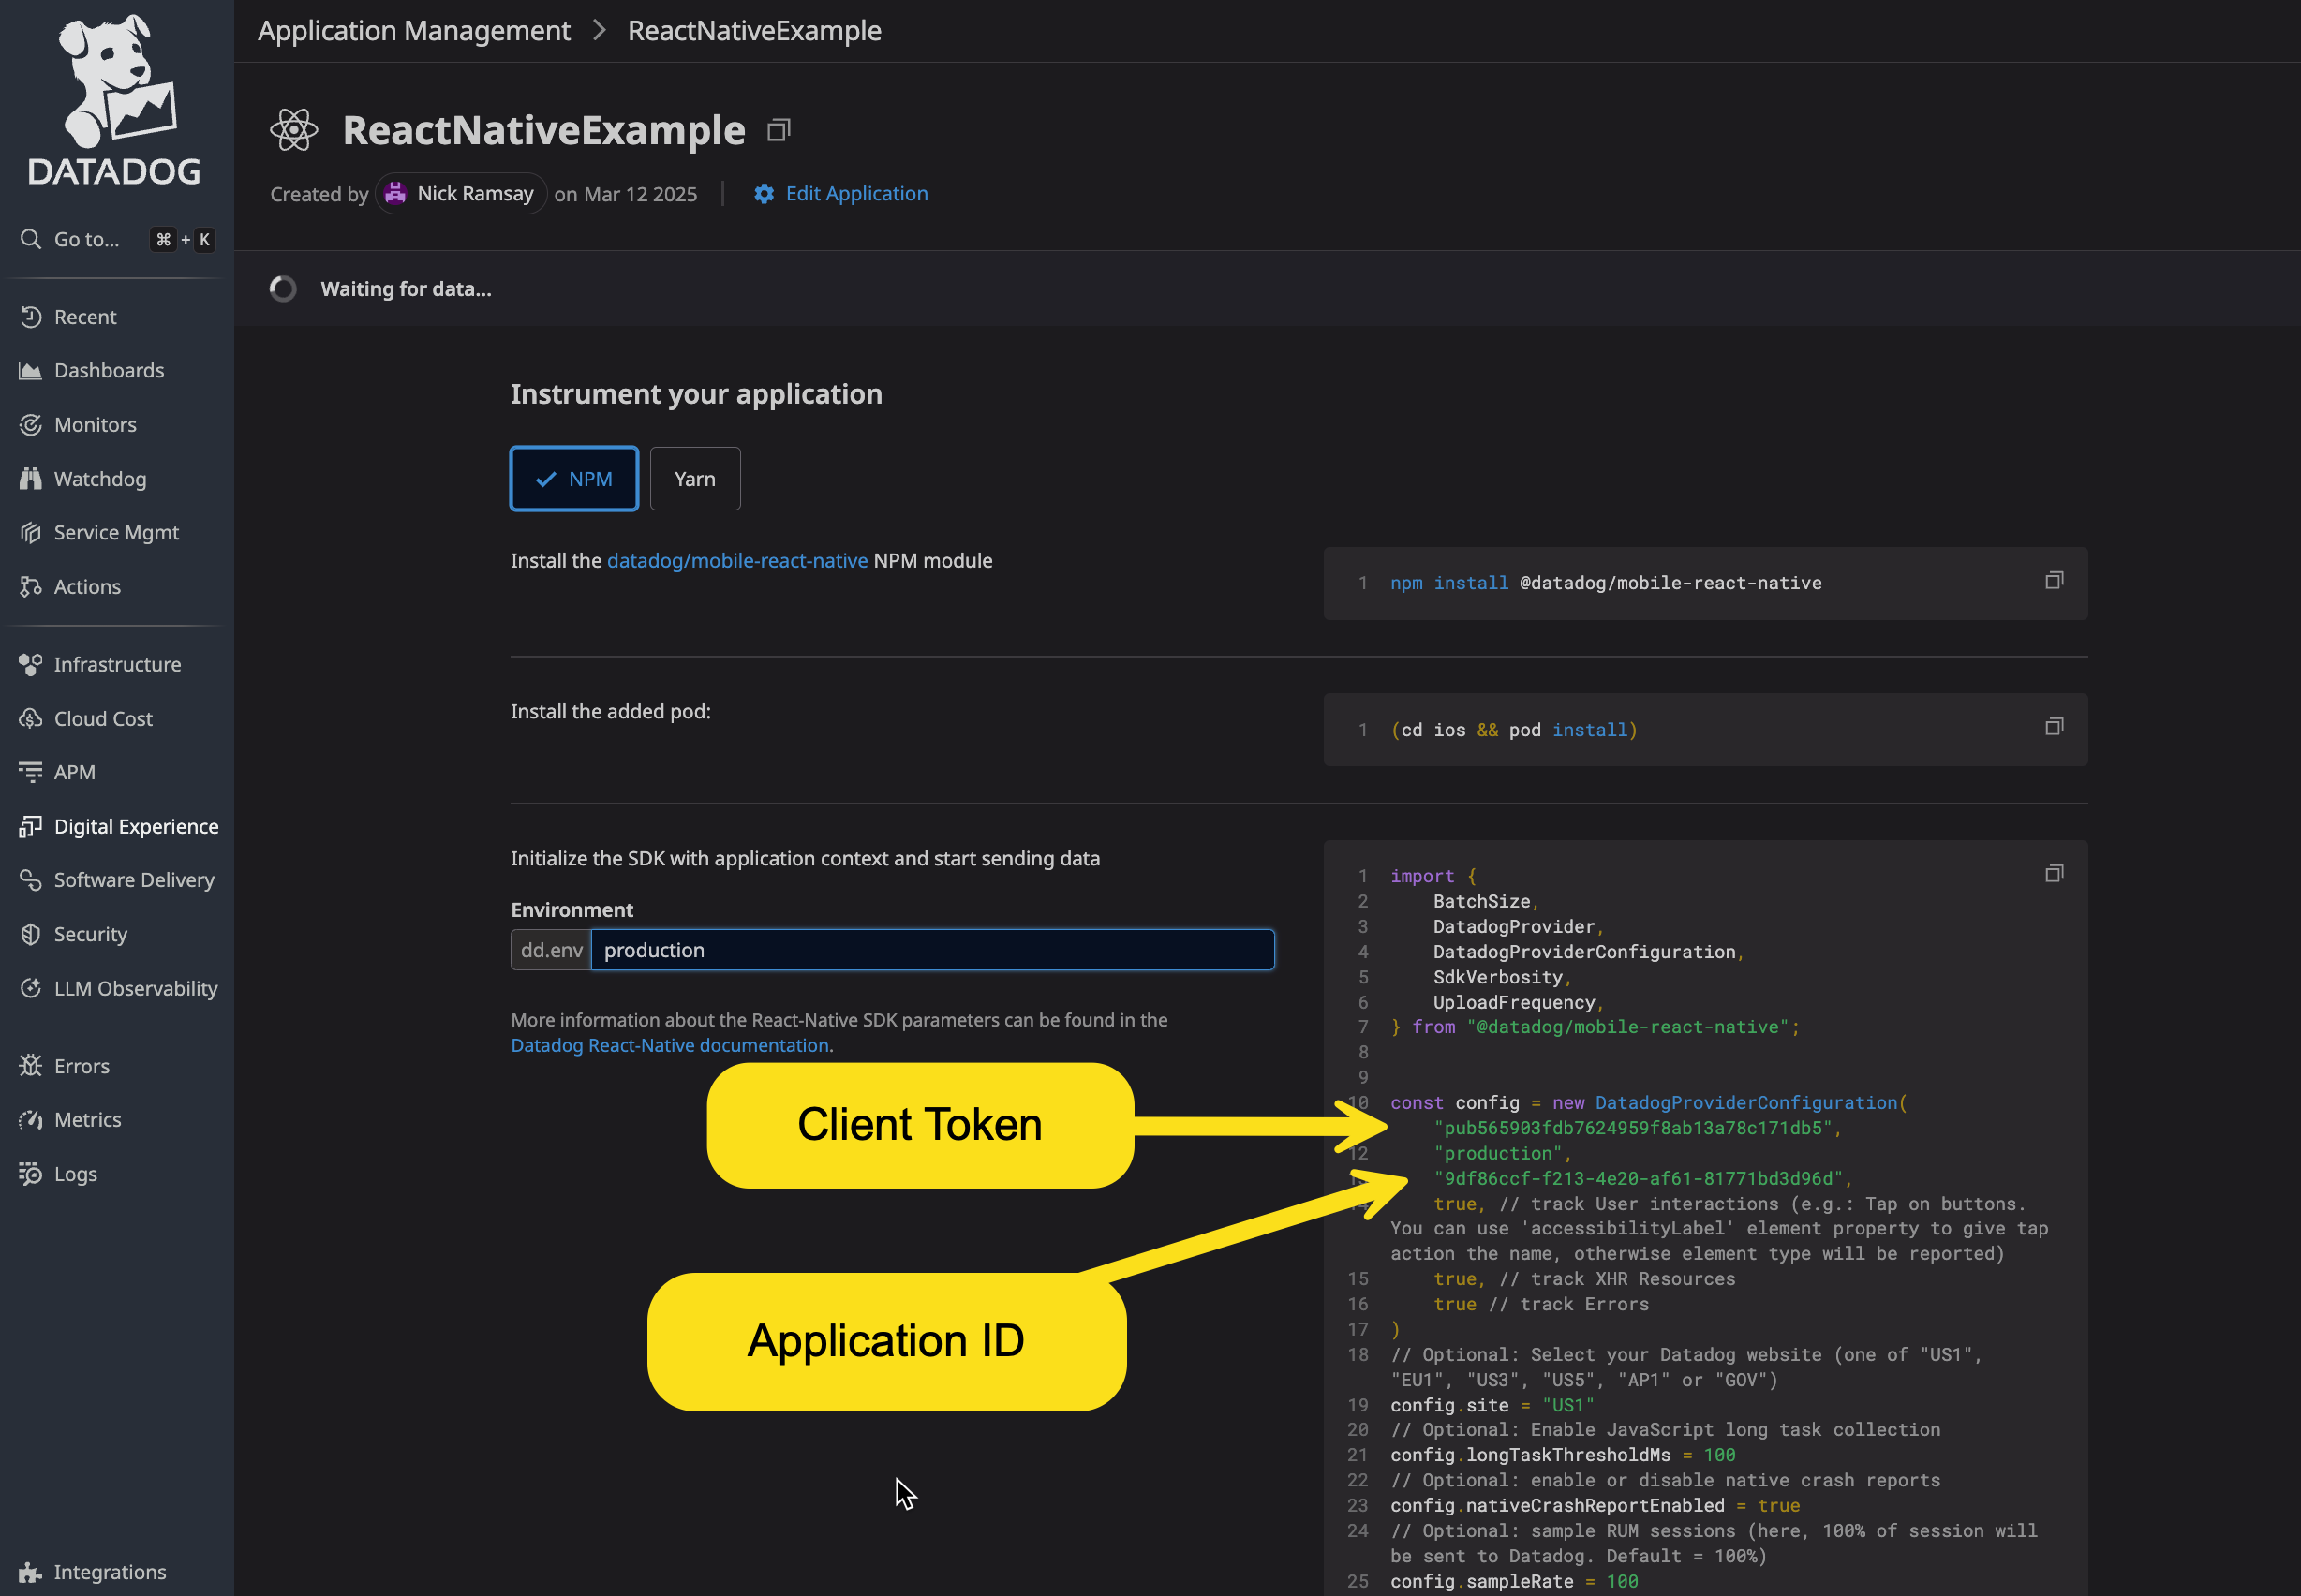 Application Management > ReactNativeExample
DATADOG
ReactNativeExample
Created by Nick Ramsay on Mar 12 2025 | Edit Application
Go to... ⌘ + K
Waiting for data...
Recent
Dashboards
Monitors
Watchdog
Service Mgmt
Actions
Infrastructure
Cloud Cost
APM
Digital Experience
Software Delivery
Security
LLM Observability
Errors
Metrics
Logs
Integrations
Instrument your application
NPM
Yarn
Install the datadog/mobile-react-native NPM module
1 npm install @datadog/mobile-react-native
Install the added pod:
1 (cd ios && pod install)
Initialize the SDK with application context and start sending data
Environment
dd.env production
More information about the React-Native SDK parameters can be found in the
Datadog React-Native documentation.
Client Token
Application ID
1 import {
2 BatchSize,
3 DatadogProvider,
4 DatadogProviderConfiguration,
5 SdkVerbosity,
6 UploadFrequency,
7 } from "@datadog/mobile-react-native";
8
9
10 const config = new DatadogProviderConfiguration(
"pub565903fdb7624959f8ab13a78c171db5",
12 "production",
"9df86ccf-f213-4e20-af61-81771bd3d96d",
14 true, // track User interactions (e.g.: Tap on buttons.
You can use 'accessibilityLabel' element property to give tap
action the name, otherwise element type will be reported)
15 true, // track XHR Resources
16 true // track Errors
17 )
18 // Optional: Select your Datadog website (one of "US1",
"EU1", "US3", "US5", "AP1" or "GOV")
19 config.site = "US1"
20 // Optional: Enable JavaScript long task collection
21 config.longTaskThresholdMs = 100
22 // Optional: enable or disable native crash reports
23 config.nativeCrashReportEnabled = true
24 // Optional: sample RUM sessions (here, 100% of session will
be sent to Datadog. Default = 100%)
25 config.sampleRate = 100